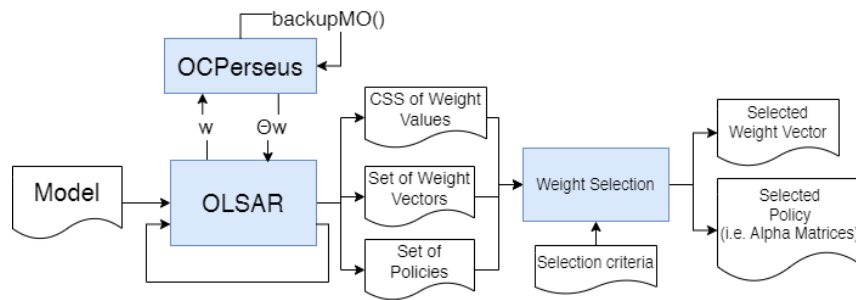 backupMO()
OCPerseus
w
Θw
Model
OLSAR
CSS of Weight
Values
Set of Weight
Vectors
Set of
Policies
Weight Selection
Selection criteria
Selected
Weight Vector
Selected
Policy
(i.e. Alpha Matrices)